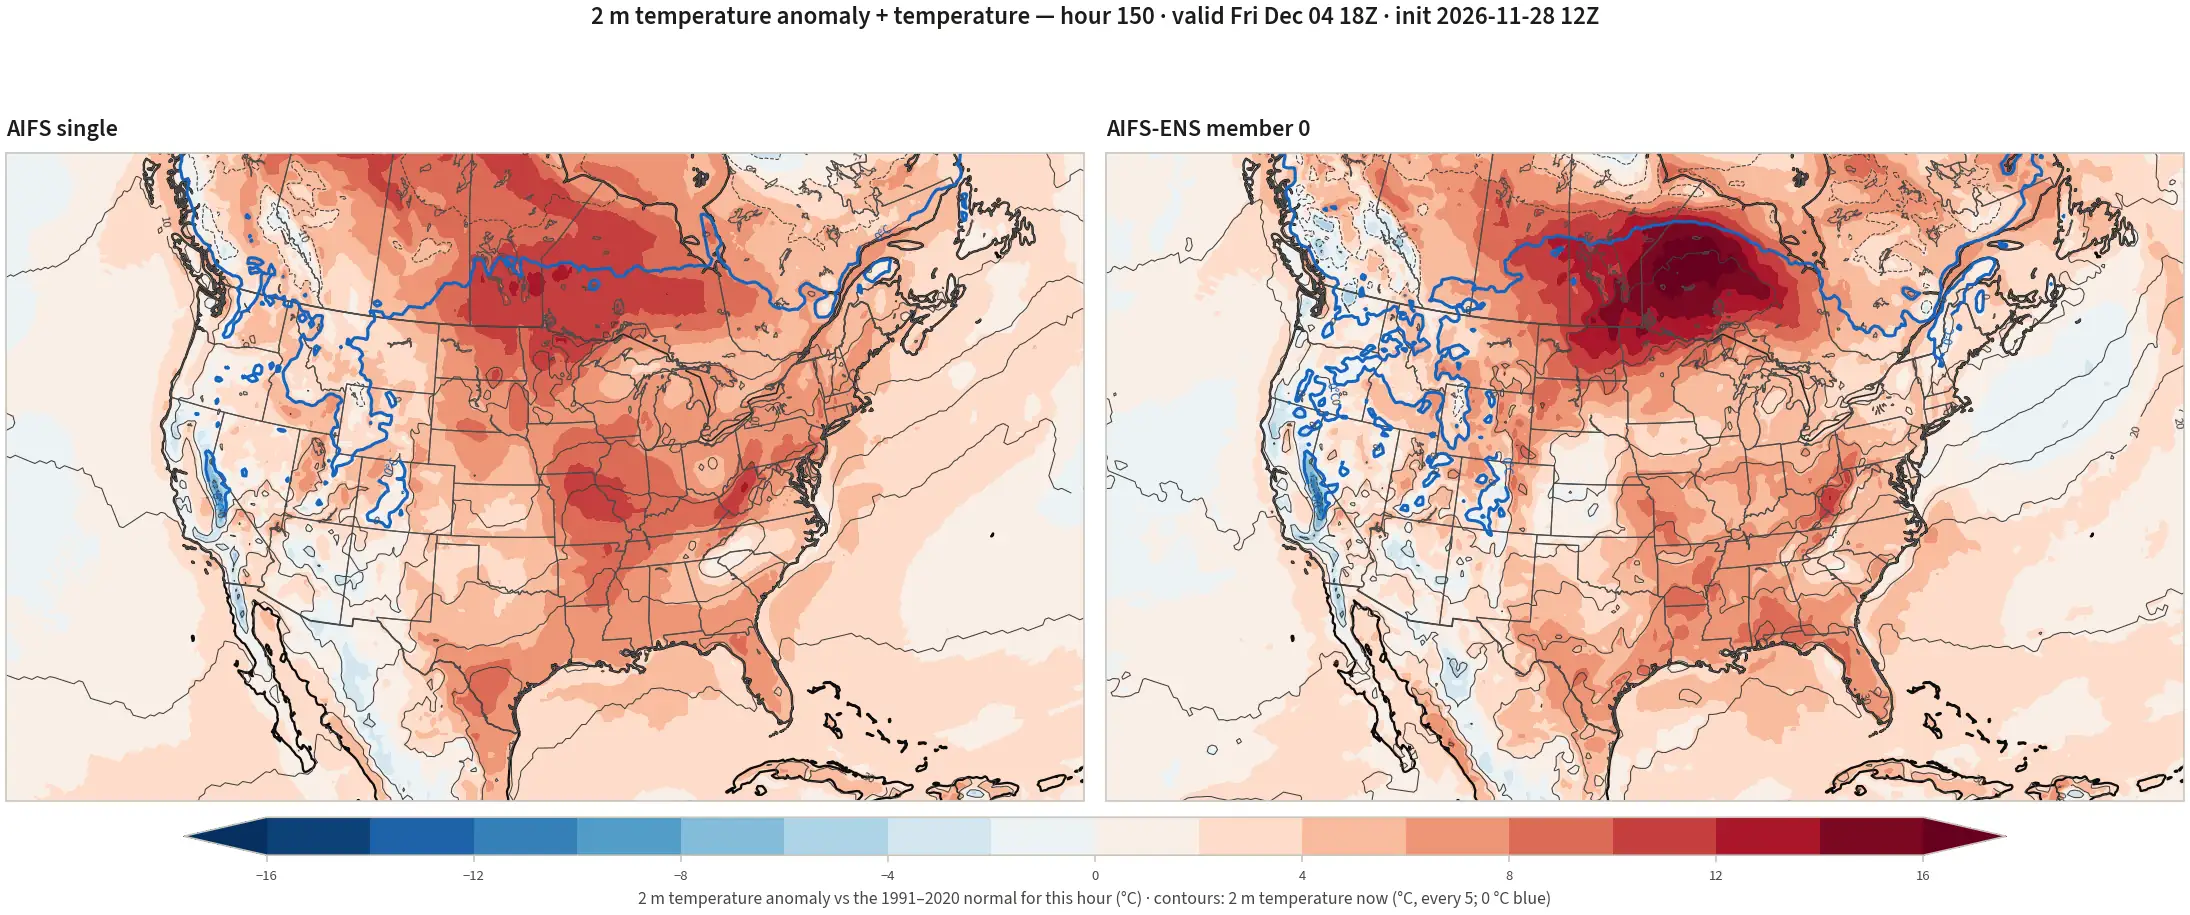 2 m temperature anomaly + temperature — hour 150 · valid Fri Dec 04 18Z · init 2026-11-28 12Z
AIFS single
AIFS-ENS member 0
−16
−12
−8
−4
0
4
8
12
16
2 m temperature anomaly vs the 1991–2020 normal for this hour (°C) · contours: 2 m temperature now (°C, every 5; 0 °C blue)